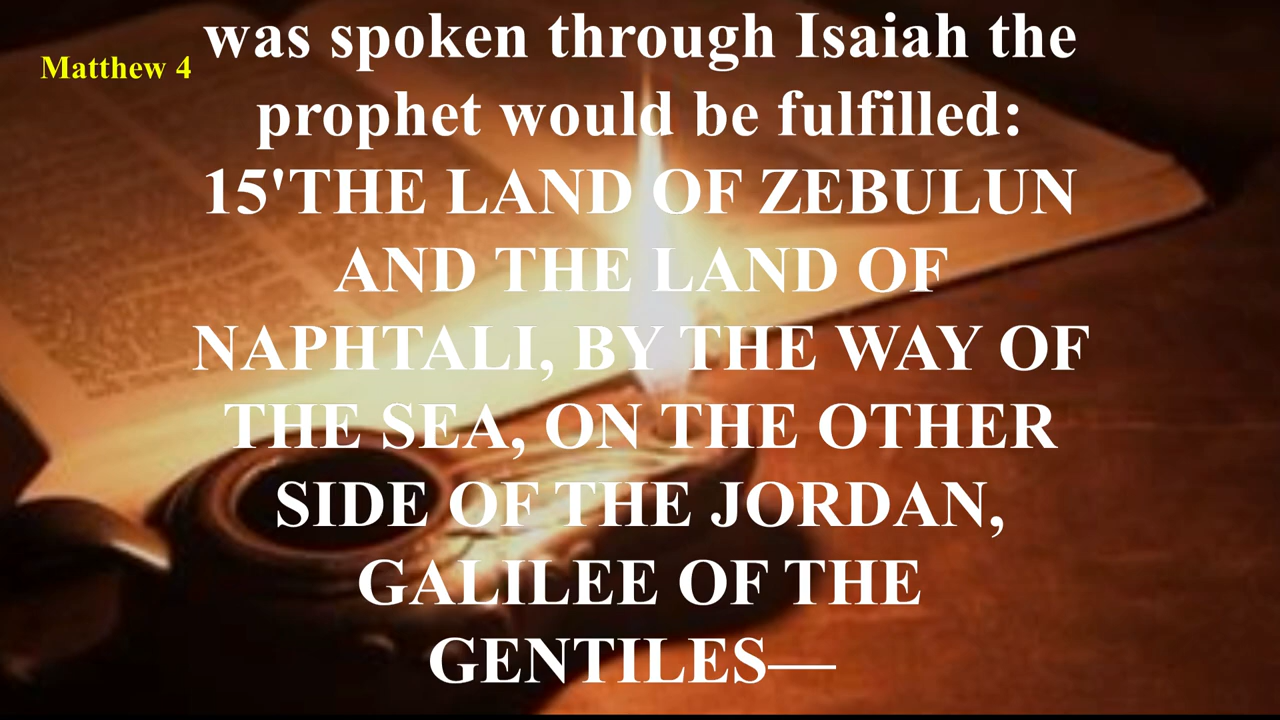 Matthew 4
was spoken through Isaiah the
prophet would be fulfilled:
15'THE LAND OF ZEBULUN
AND THE LAND OF
NAPHTALI, BY THE WAY OF
THE SEA, ON THE OTHER
SIDE OF THE JORDAN,
GALILEE OF THE
GENTILES—